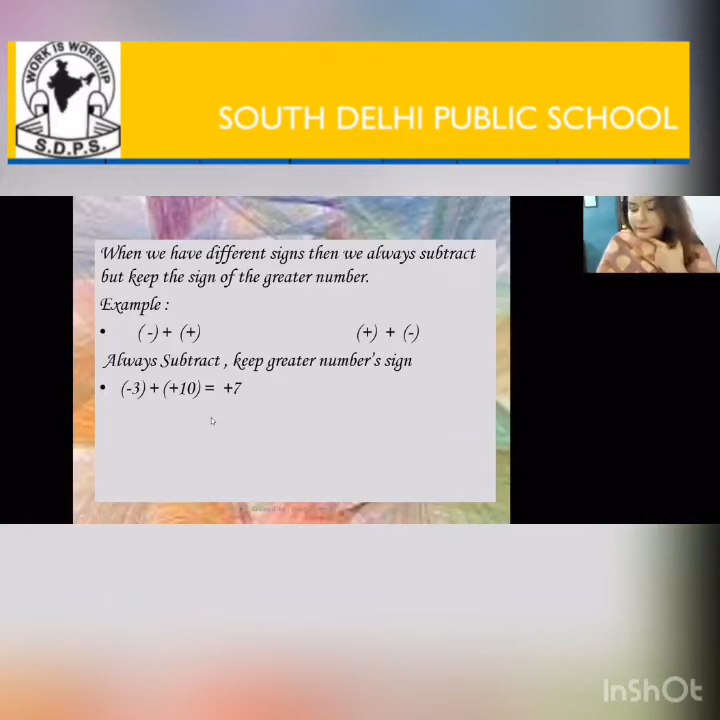 WORK IS WORSHIP
S.D.P.S.
SOUTH DELHI PUBLIC SCHOOL
When we have different signs then we always subtract
but keep the sign of the greater number.
Example :
• (-) + (+) (+) + (-)
Always Subtract , keep greater number's sign
• (-3) + (+10) = +7
InShOt